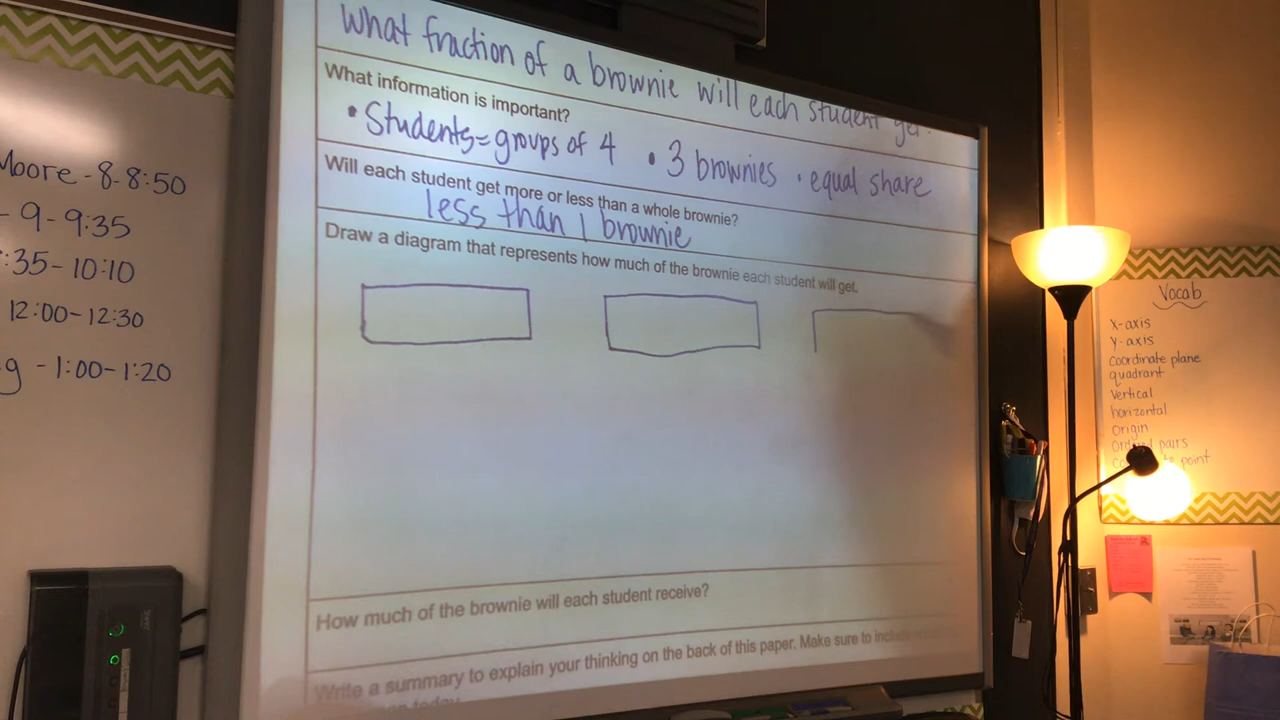 What fraction of a brownie will each student get?
What information is important?
• Students = groups of 4 • 3 brownies • equal share
Will each student get more or less than a whole brownie?
less than 1 brownie
Draw a diagram that represents how much of the brownie each student will get.
How much of the brownie will each student receive?
Write a summary to explain your thinking on the back of this paper. Make sure to include
today
Moore - 8-8:50
- 9-9:35
:35-10:10
12:00-12:30
g - 1:00-1:20
Vocab
x-axis
y-axis
coordinate plane
quadrant
vertical
horizontal
origin
pairs
point